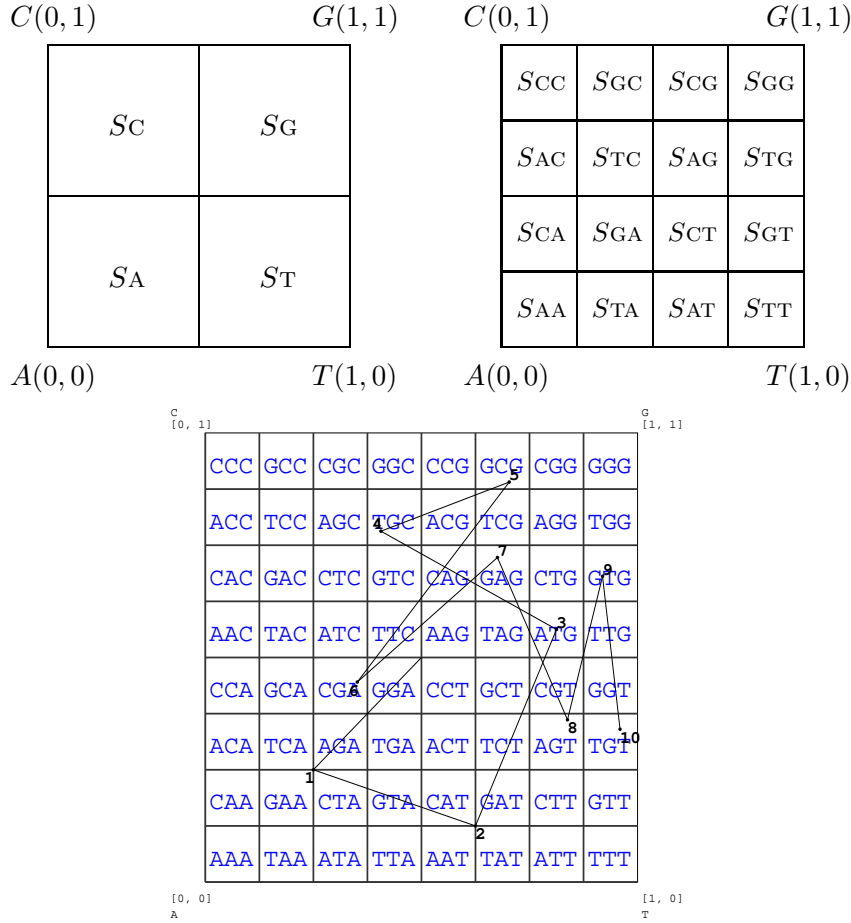 C(0, 1) G(1, 1) C(0, 1) G(1, 1)
SC SG
SA ST
SCC SGC SCG SGG
SAC STC SAG STG
SCA SGA SCT SGT
SAA STA SAT STT
A(0, 0) T(1, 0) A(0, 0) T(1, 0)
C G
[0, 1] [1, 1]
CCC GCC CGC GGC CCG GCG CGG GGG
5
ACC TCC AGC TGC ACG TCG AGG TGG
4
7
CAC GAC CTC GTC CAG GAG CTG GTG
9
AAC TAC ATC TTC AAG TAG ATG TTG
3
CCA GCA CGA GGA CCT GCT CGT GGT
6
8
ACA TCA AGA TGA ACT TCT AGT TGT
10
1
CAA GAA CTA GTA CAT GAT CTT GTT
2
AAA TAA ATA TTA AAT TAT ATT TTT
[0, 0] [1, 0]
A T